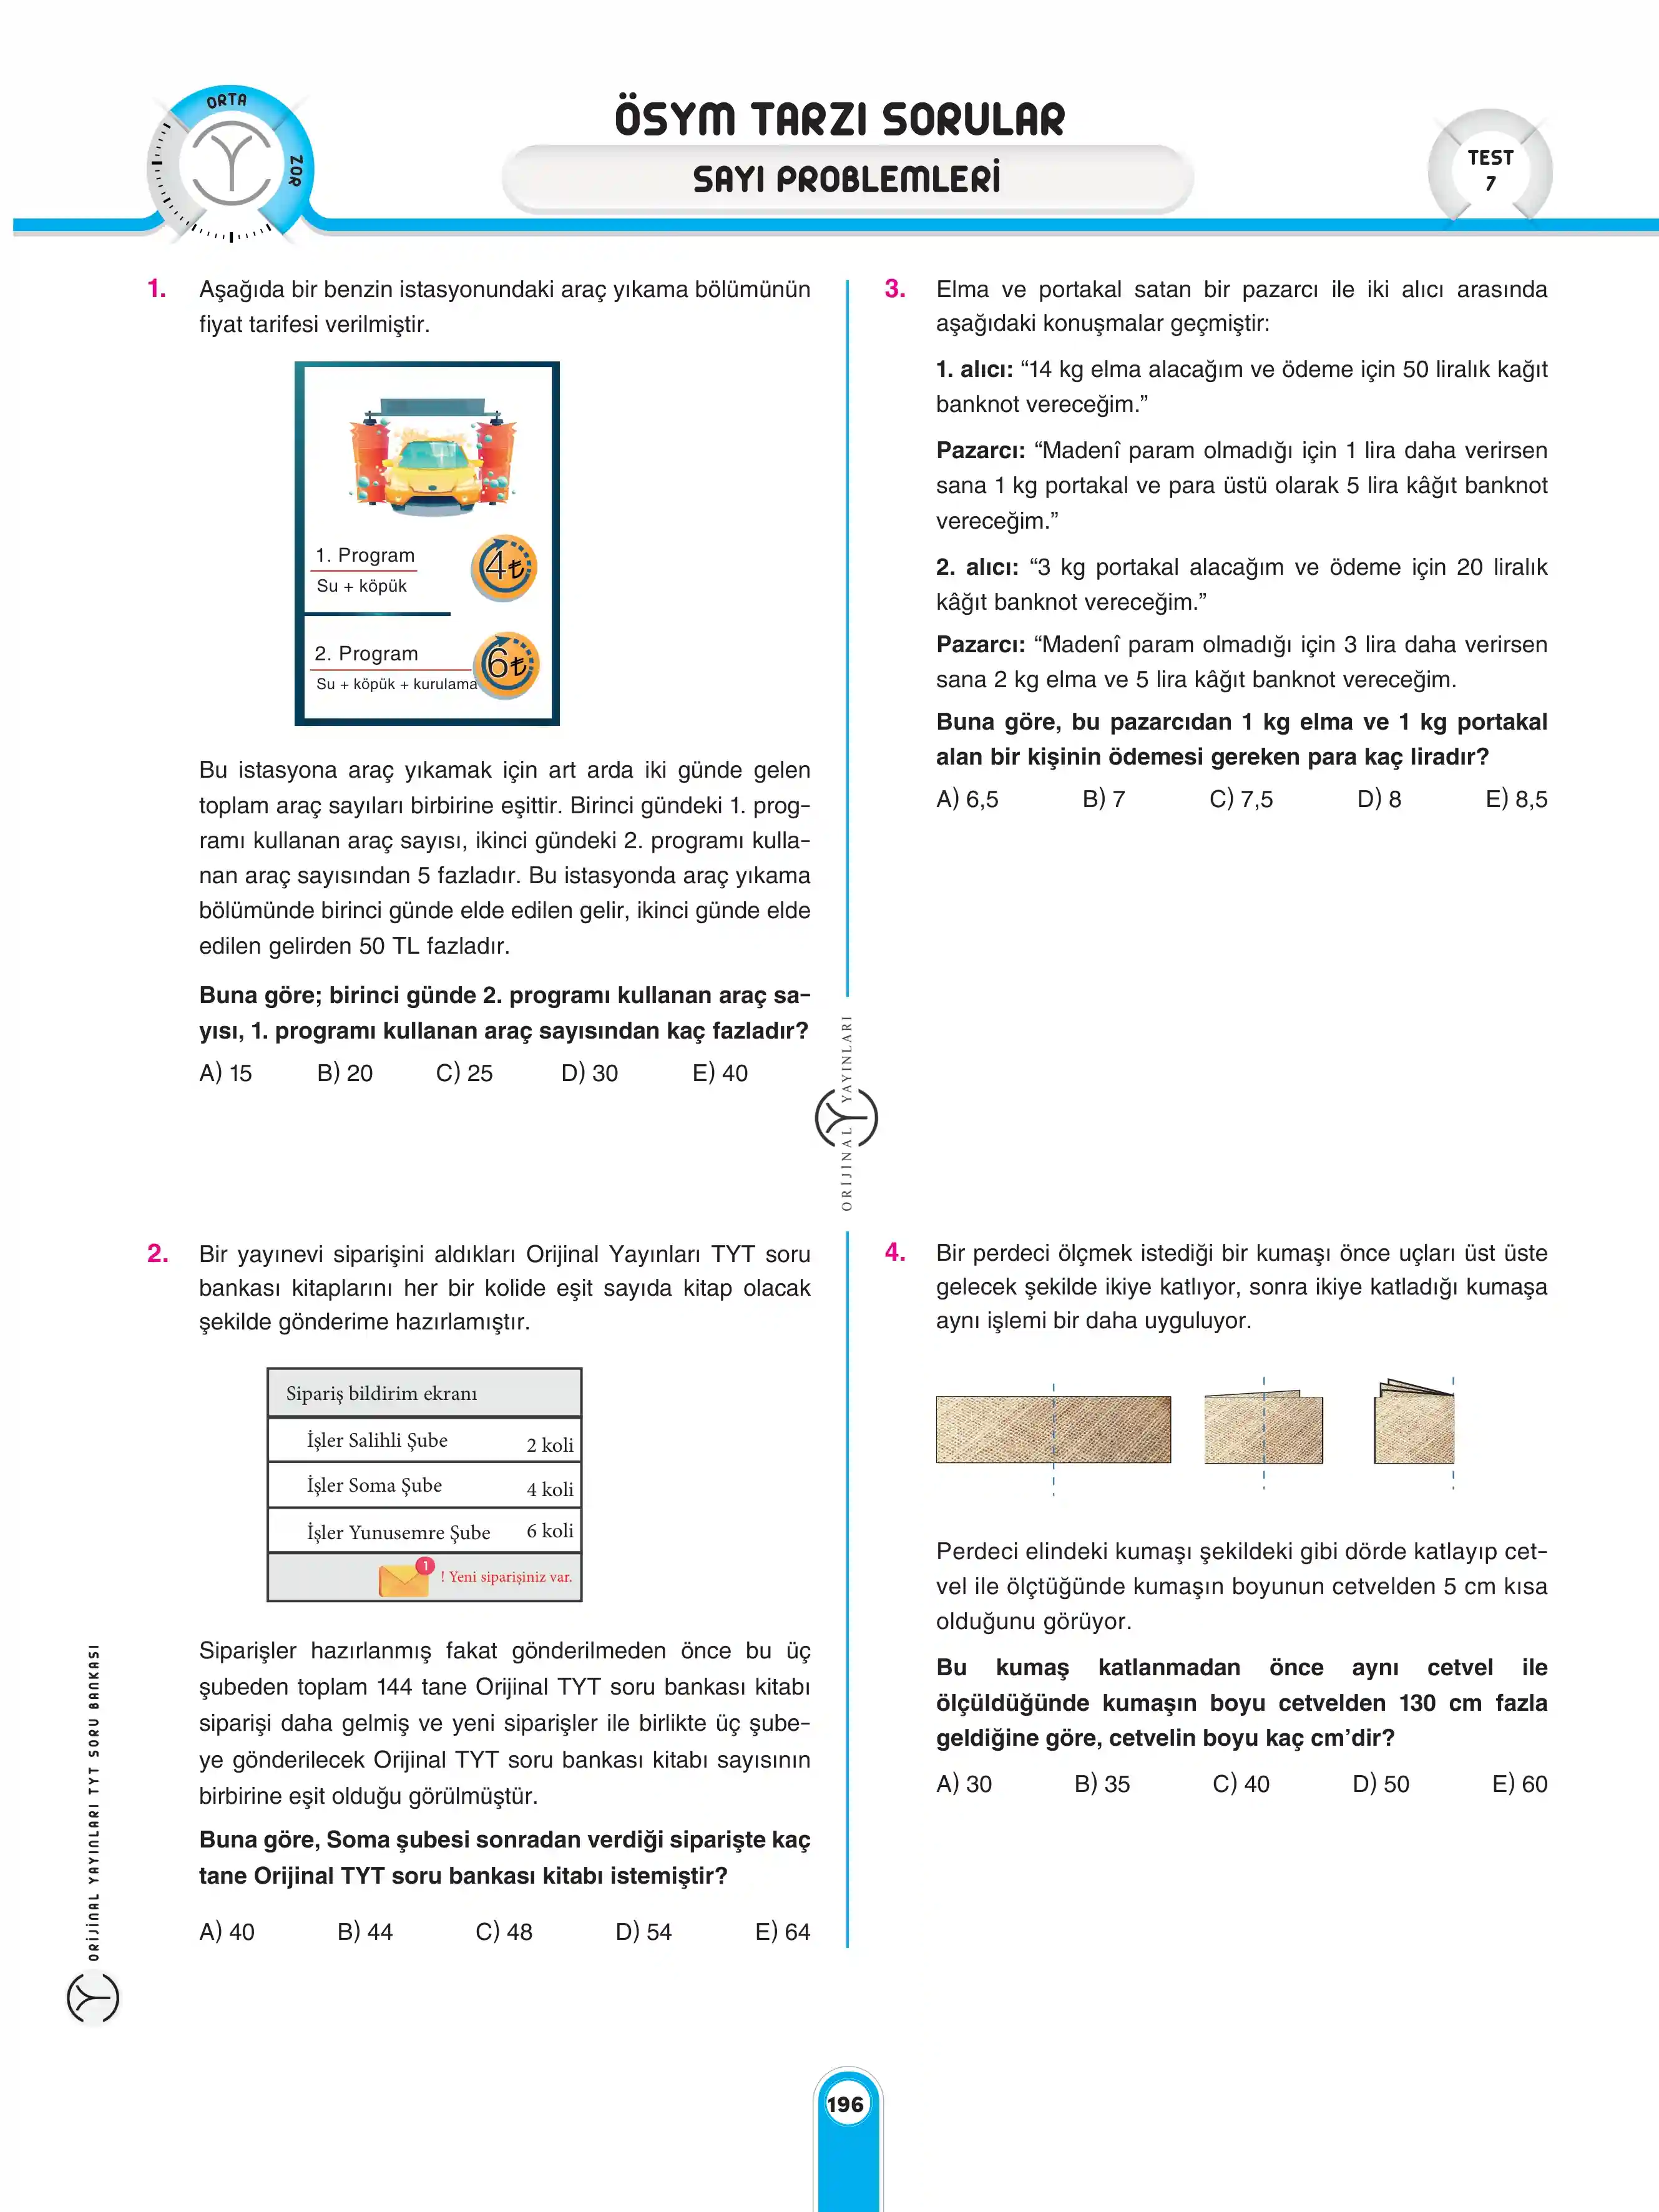 ORTA
ZOR
ÖSYM TARZI SORULAR
SAYI PROBLEMLERİ
TEST
7
1. Aşağıda bir benzin istasyonundaki araç yıkama bölümünün
fiyat tarifesi verilmiştir.
1. Program
Su + köpük
4₺
2. Program
Su + köpük + kurulama
6₺
Bu istasyona araç yıkamak için art arda iki günde gelen
toplam araç sayıları birbirine eşittir. Birinci gündeki 1. prog-
ramı kullanan araç sayısı, ikinci gündeki 2. programı kulla-
nan araç sayısından 5 fazladır. Bu istasyonda araç yıkama
bölümünde birinci günde elde edilen gelir, ikinci günde elde
edilen gelirden 50 TL fazladır.
Buna göre; birinci günde 2. programı kullanan araç sa-
yısı, 1. programı kullanan araç sayısından kaç fazladır?
A) 15 B) 20 C) 25 D) 30 E) 40
2. Bir yayınevi siparişini aldıkları Orijinal Yayınları TYT soru
bankası kitaplarını her bir kolide eşit sayıda kitap olacak
şekilde gönderime hazırlamıştır.
Sipariş bildirim ekranı
İşler Salihli Şube 2 koli
İşler Soma Şube 4 koli
İşler Yunusemre Şube 6 koli
1
! Yeni siparişiniz var.
Siparişler hazırlanmış fakat gönderilmeden önce bu üç
şubeden toplam 144 tane Orijinal TYT soru bankası kitabı
siparişi daha gelmiş ve yeni siparişler ile birlikte üç şube-
ye gönderilecek Orijinal TYT soru bankası kitabı sayısının
birbirine eşit olduğu görülmüştür.
Buna göre, Soma şubesi sonradan verdiği siparişte kaç
tane Orijinal TYT soru bankası kitabı istemiştir?
A) 40 B) 44 C) 48 D) 54 E) 64
ORİJİNAL YAYINLARI
3. Elma ve portakal satan bir pazarcı ile iki alıcı arasında
aşağıdaki konuşmalar geçmiştir:
1. alıcı: “14 kg elma alacağım ve ödeme için 50 liralık kağıt
banknot vereceğim.”
Pazarcı: “Madenî param olmadığı için 1 lira daha verirsen
sana 1 kg portakal ve para üstü olarak 5 lira kâğıt banknot
vereceğim.”
2. alıcı: “3 kg portakal alacağım ve ödeme için 20 liralık
kâğıt banknot vereceğim.”
Pazarcı: “Madenî param olmadığı için 3 lira daha verirsen
sana 2 kg elma ve 5 lira kâğıt banknot vereceğim.
Buna göre, bu pazarcıdan 1 kg elma ve 1 kg portakal
alan bir kişinin ödemesi gereken para kaç liradır?
A) 6,5 B) 7 C) 7,5 D) 8 E) 8,5
4. Bir perdeci ölçmek istediği bir kumaşı önce uçları üst üste
gelecek şekilde ikiye katlıyor, sonra ikiye katladığı kumaşa
aynı işlemi bir daha uyguluyor.
Perdeci elindeki kumaşı şekildeki gibi dörde katlayıp cet-
vel ile ölçtüğünde kumaşın boyunun cetvelden 5 cm kısa
olduğunu görüyor.
Bu kumaş katlanmadan önce aynı cetvel ile
ölçüldüğünde kumaşın boyu cetvelden 130 cm fazla
geldiğine göre, cetvelin boyu kaç cm’dir?
A) 30 B) 35 C) 40 D) 50 E) 60
ORİJİNAL YAYINLARI TYT SORU BANKASI
196